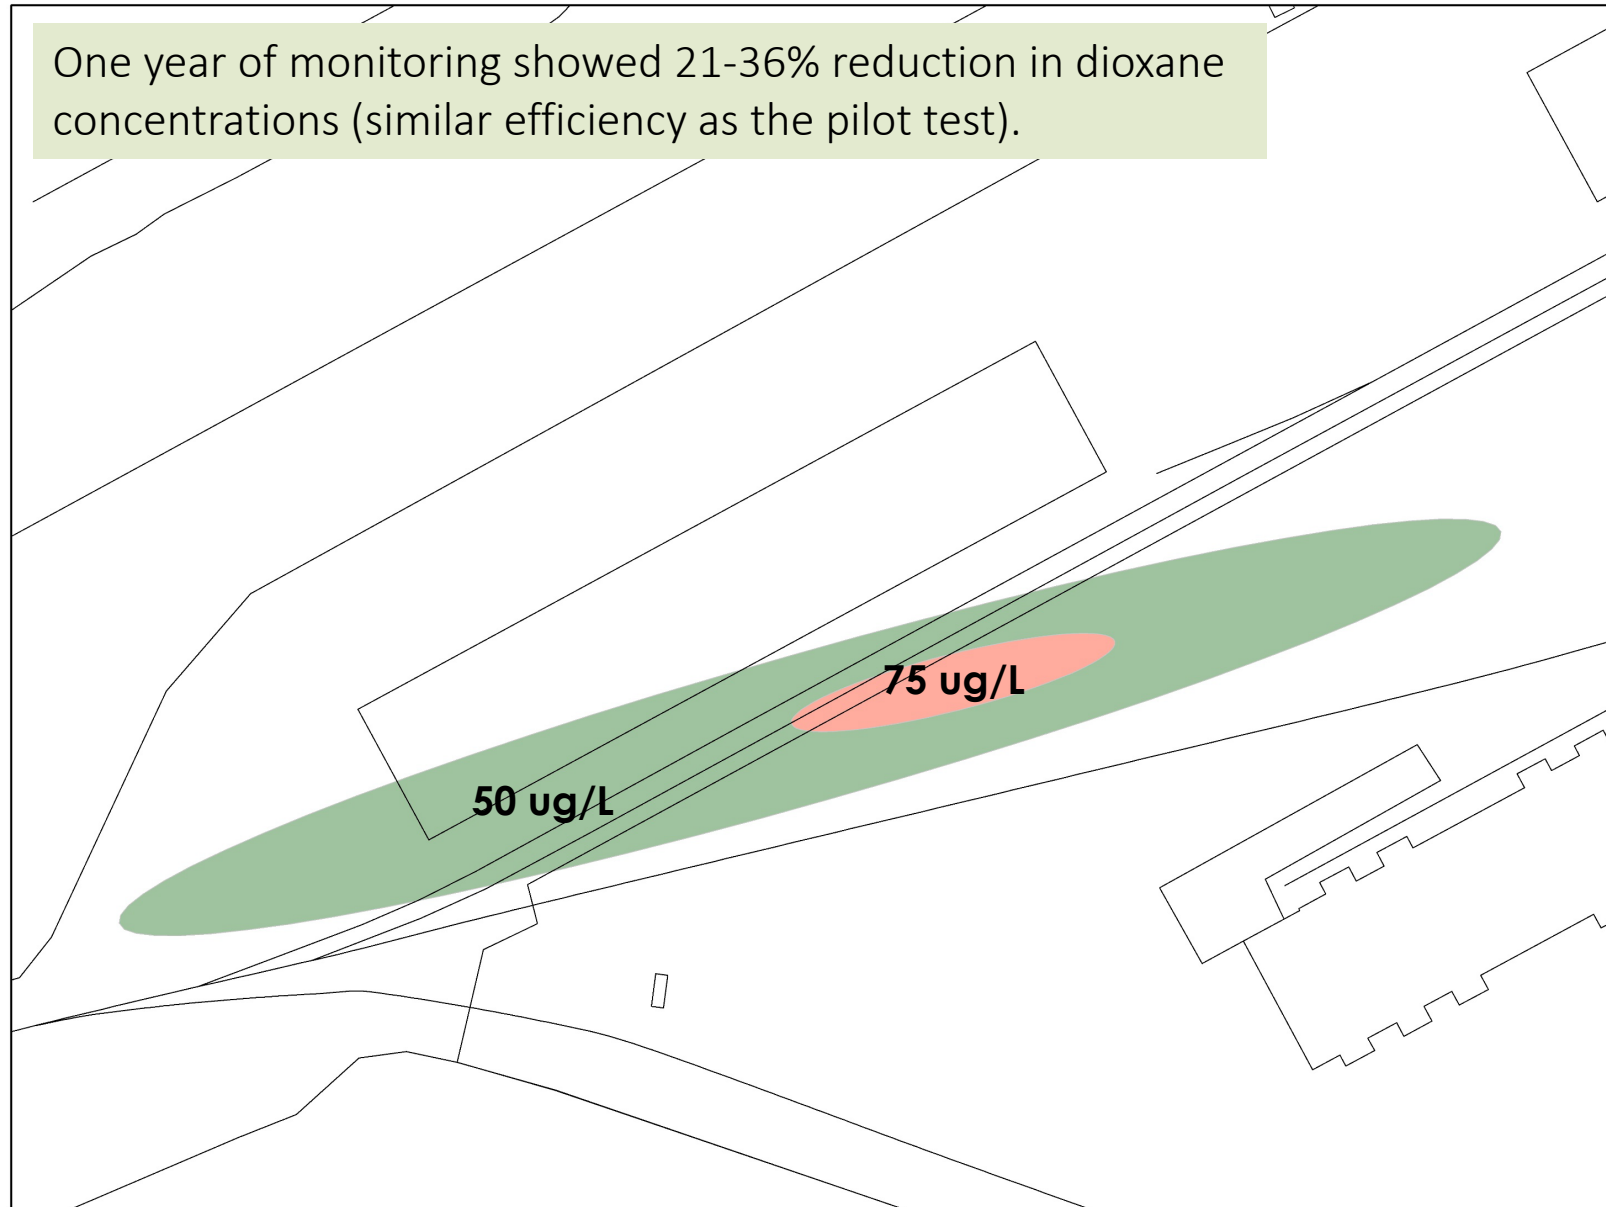 One year of monitoring showed 21-36% reduction in dioxane
concentrations (similar efficiency as the pilot test).
75 ug/L
50 ug/L